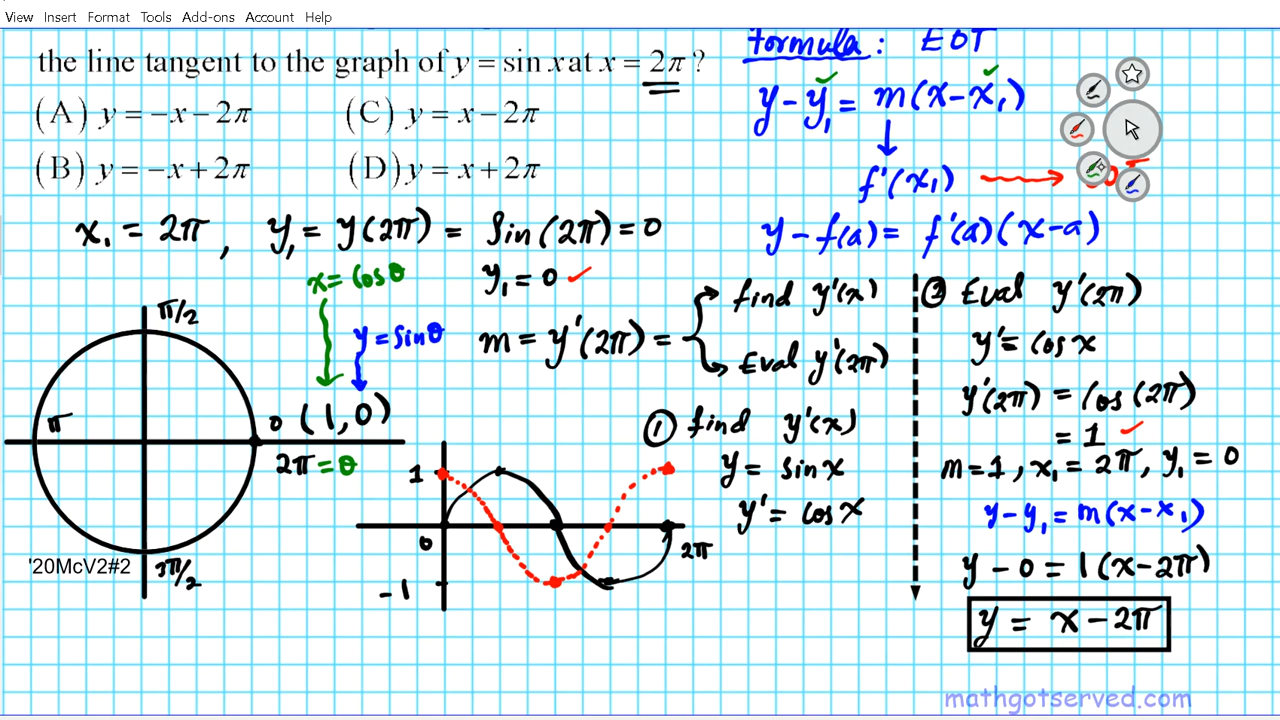 View Insert Format Tools Add-ons Account Help
the line tangent to the graph of y = sin x at x = 2π ?
(A) y = −x − 2π (C) y = x − 2π
(B) y = −x + 2π (D) y = x + 2π
formula : EOT
y − y₁ = m(x − x₁)
f'(x₁)
y − f(a) = f'(a)(x−a)
x₁ = 2π , y₁ = y(2π) = sin(2π) = 0
y₁ = 0
x = cosθ
y = sinθ
π/2
π
0 (1,0)
2π = θ
3π/2
'20McV2#2
m = y'(2π) =
find y'(x)
Eval y'(2π)
① find y'(x)
y = sin x
y' = cos x
1
0
2π
-1
② Eval y'(2π)
y' = cos x
y'(2π) = cos(2π)
= 1
m=1 , x₁ = 2π, y₁ = 0
y−y₁ = m(x−x₁)
y − 0 = 1(x−2π)
y = x − 2π
mathgotserved.com